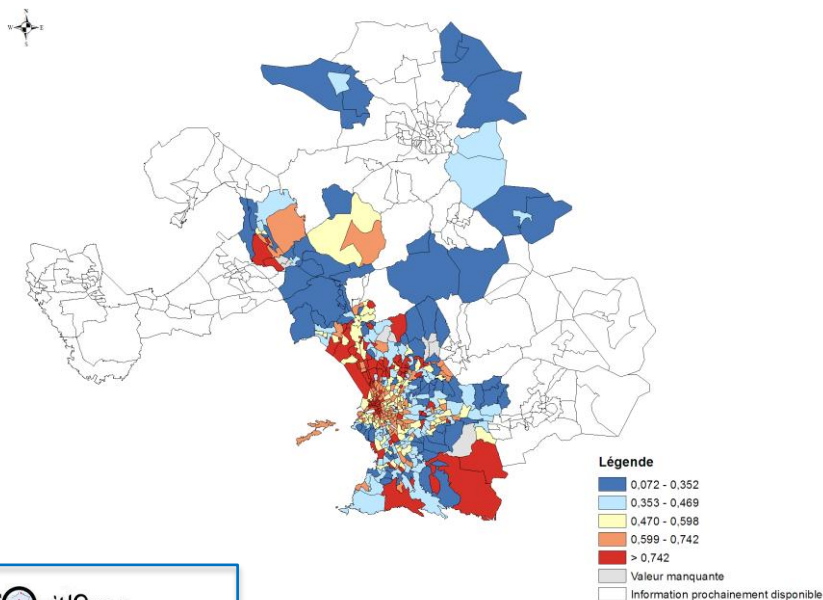 N
W E
S
Légende
0,072 - 0,352
0,353 - 0,469
0,470 - 0,598
0,599 - 0,742
> 0,742
Valeur manquante
Information prochainement disponible